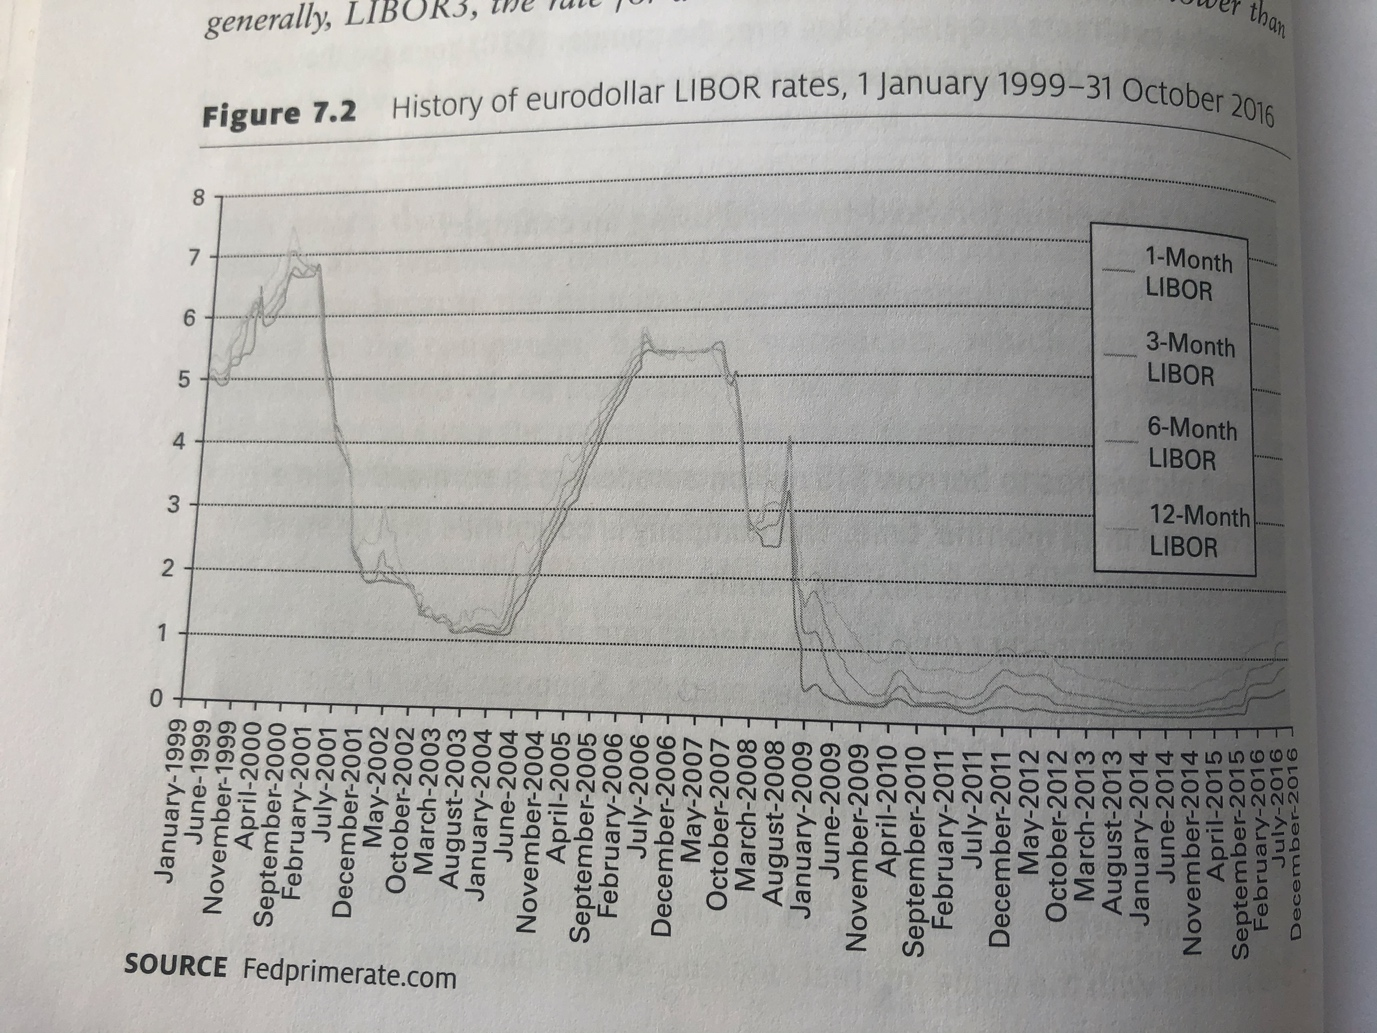 generally, LIBOR3, the rate for
than
Figure 7.2 History of eurodollar LIBOR rates, 1 January 1999–31 October 2016
8
7
6
5
4
3
2
1
0
1-Month
LIBOR
3-Month
LIBOR
6-Month
LIBOR
12-Month
LIBOR
January-1999
June-1999
November-1999
April-2000
September-2000
February-2001
July-2001
December-2001
May-2002
October-2002
March-2003
August-2003
January-2004
June-2004
November-2004
April-2005
September-2005
February-2006
July-2006
December-2006
May-2007
October-2007
March-2008
August-2008
January-2009
June-2009
November-2009
April-2010
September-2010
February-2011
July-2011
December-2011
May-2012
October-2012
March-2013
August-2013
January-2014
June-2014
November-2014
April-2015
September-2015
February-2016
July-2016
December-2016
SOURCE Fedprimerate.com